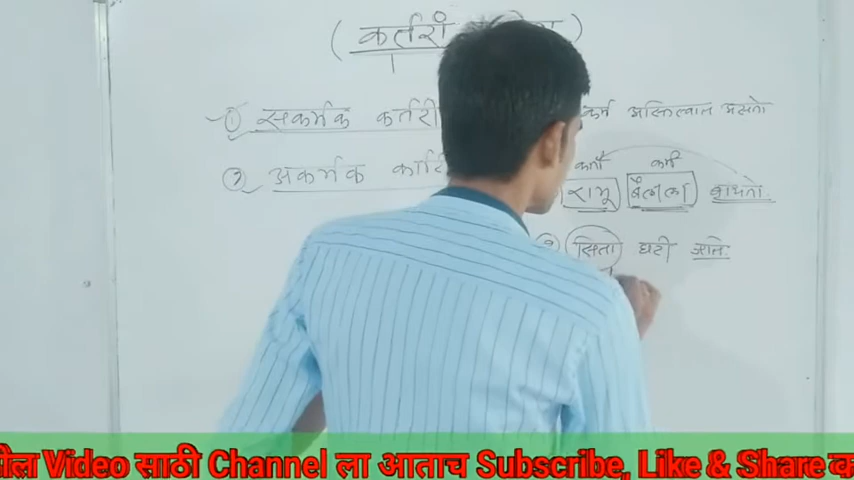 ( कर्तरी
① सकर्मक कर्तरी कर्म अस्तित्वात असतो
② अकर्मक कर्तरी
कर्ता कर्म
रामू बैलाला बांधतो.
सिता घरी जाते.
Video साठी Channel ला आताच Subscribe, Like & Share